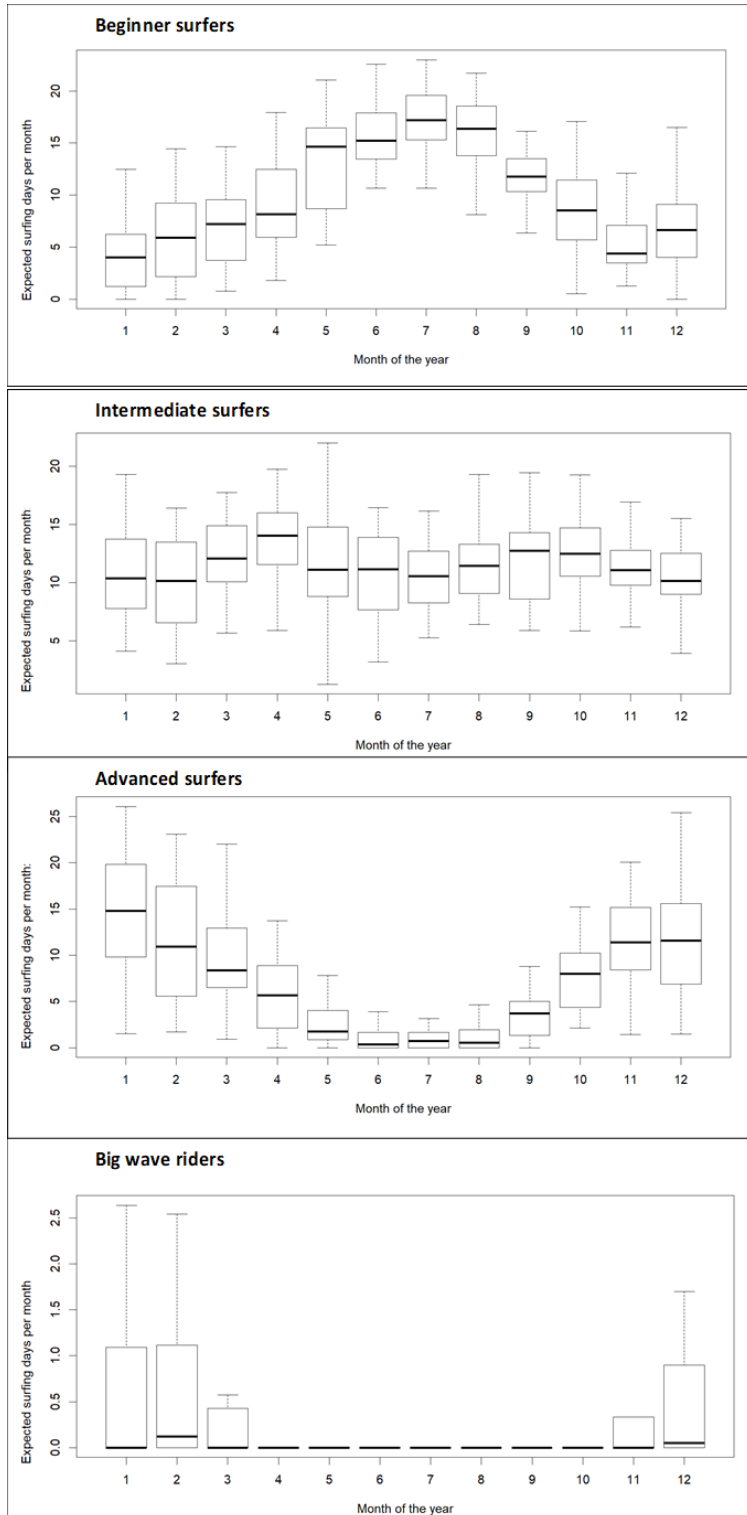 Beginner surfers
Expected surfing days per month
20
15
10
5
0
1 2 3 4 5 6 7 8 9 10 11 12
Month of the year
Intermediate surfers
Expected surfing days per month
20
15
10
5
1 2 3 4 5 6 7 8 9 10 11 12
Month of the year
Advanced surfers
Expected surfing days per month:
25
20
15
10
5
0
1 2 3 4 5 6 7 8 9 10 11 12
Month of the year
Big wave riders
Expected surfing days per month
2.5
2.0
1.5
1.0
0.5
0.0
1 2 3 4 5 6 7 8 9 10 11 12
Month of the year